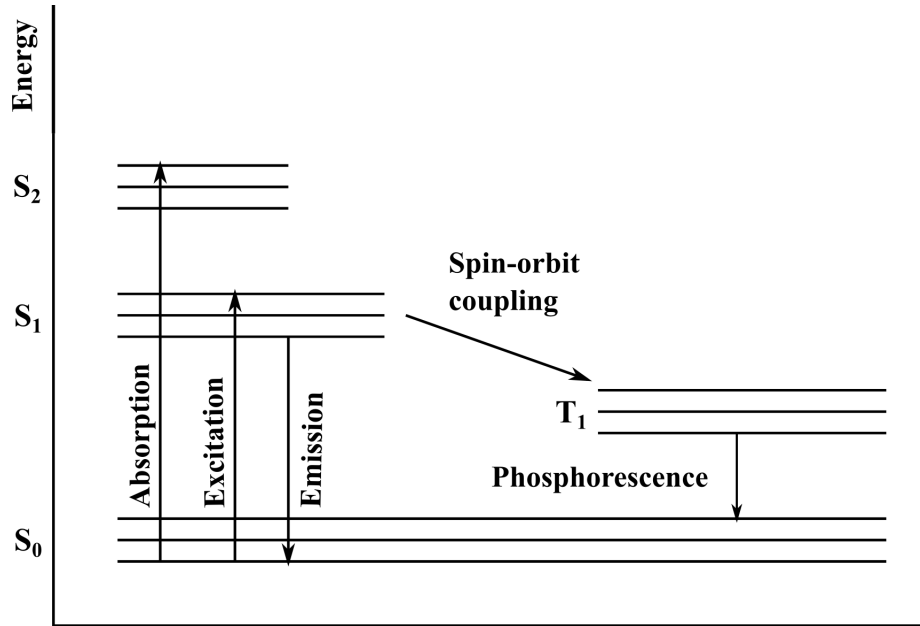 Energy
S₂
S₁
S₀
Absorption
Excitation
Emission
Spin-orbit
coupling
T₁
Phosphorescence